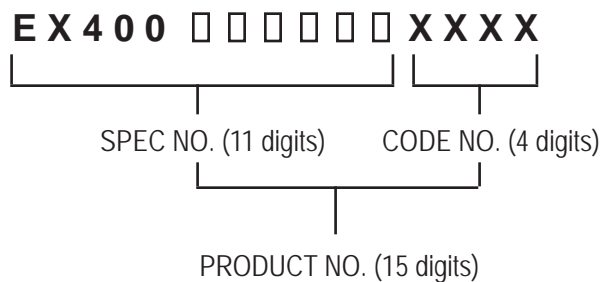 EX400 □□□□□□ XXXX
SPEC NO. (11 digits) CODE NO. (4 digits)
PRODUCT NO. (15 digits)